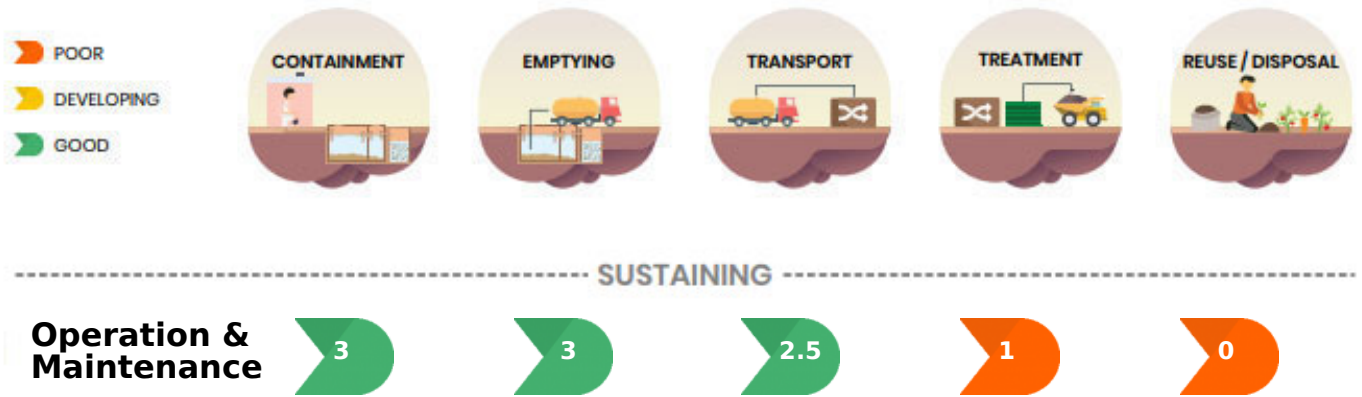 POOR
DEVELOPING
GOOD
CONTAINMENT
EMPTYING
TRANSPORT
TREATMENT
REUSE / DISPOSAL
SUSTAINING
Operation &
Maintenance
3
3
2.5
1
0